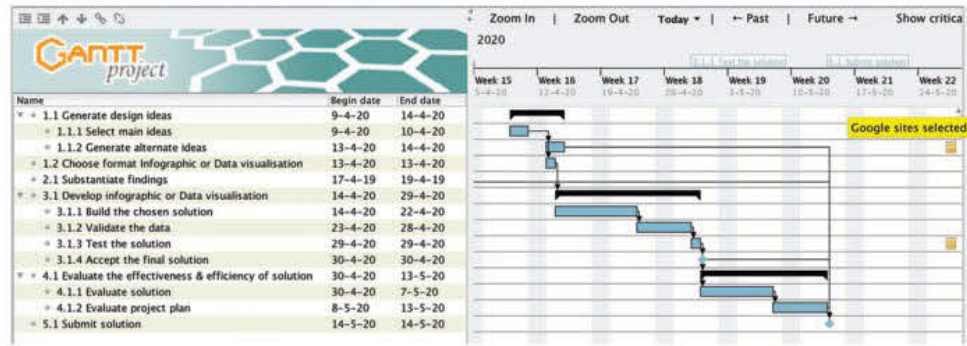 Zoom In | Zoom Out Today | ← Past | Future → Show critica
2020
3.1.3 Test the solution 5.1 Submit solution
GANTT
project
Week 15 Week 16 Week 17 Week 18 Week 19 Week 20 Week 21 Week 22
5-4-20 12-4-20 19-4-20 26-4-20 3-5-20 10-5-20 17-5-20 24-5-20
Name Begin date End date
1.1 Generate design ideas 9-4-20 14-4-20
1.1.1 Select main ideas 9-4-20 10-4-20
Google sites selected
1.1.2 Generate alternate ideas 13-4-20 14-4-20
1.2 Choose format Infographic or Data visualisation 13-4-20 13-4-20
2.1 Substantiate findings 17-4-19 19-4-19
3.1 Develop infographic or Data visualisation 14-4-20 29-4-20
3.1.1 Build the chosen solution 14-4-20 22-4-20
3.1.2 Validate the data 23-4-20 28-4-20
3.1.3 Test the solution 29-4-20 29-4-20
3.1.4 Accept the final solution 30-4-20 30-4-20
4.1 Evaluate the effectiveness & efficiency of solution 30-4-20 13-5-20
4.1.1 Evaluate solution 30-4-20 7-5-20
4.1.2 Evaluate project plan 8-5-20 13-5-20
5.1 Submit solution 14-5-20 14-5-20